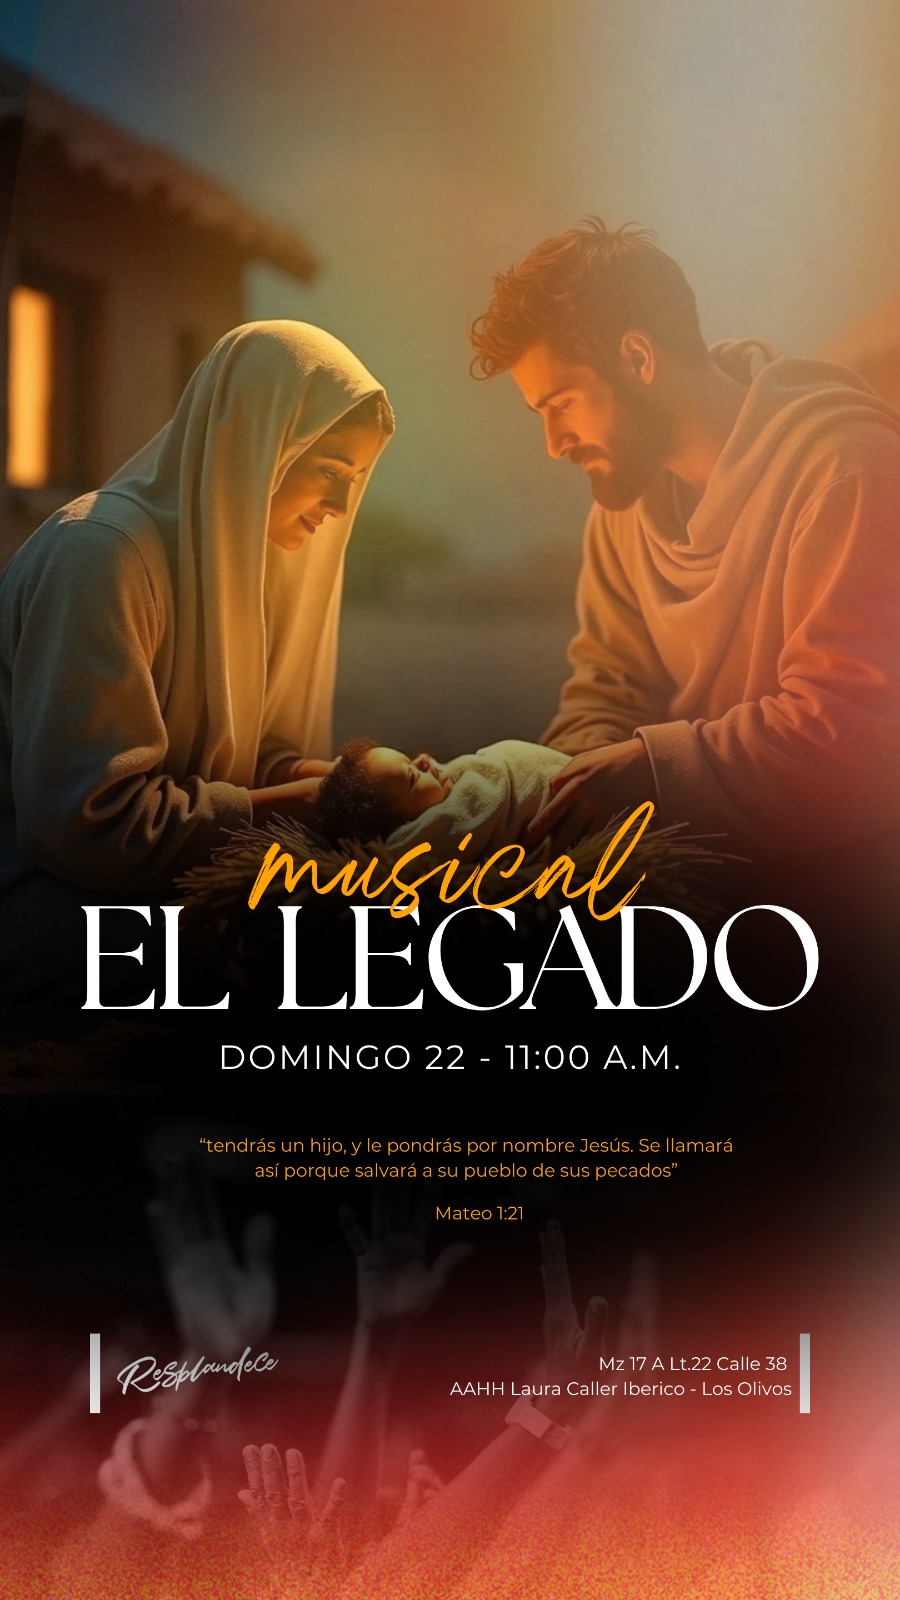 musical
EL LEGADO
DOMINGO 22 - 11:00 A.M.
“tendrás un hijo, y le pondrás por nombre Jesús. Se llamará
así porque salvará a su pueblo de sus pecados”
Mateo 1:21
ReSplandeCe
Mz 17 A Lt.22 Calle 38
AAHH Laura Caller Iberico - Los Olivos